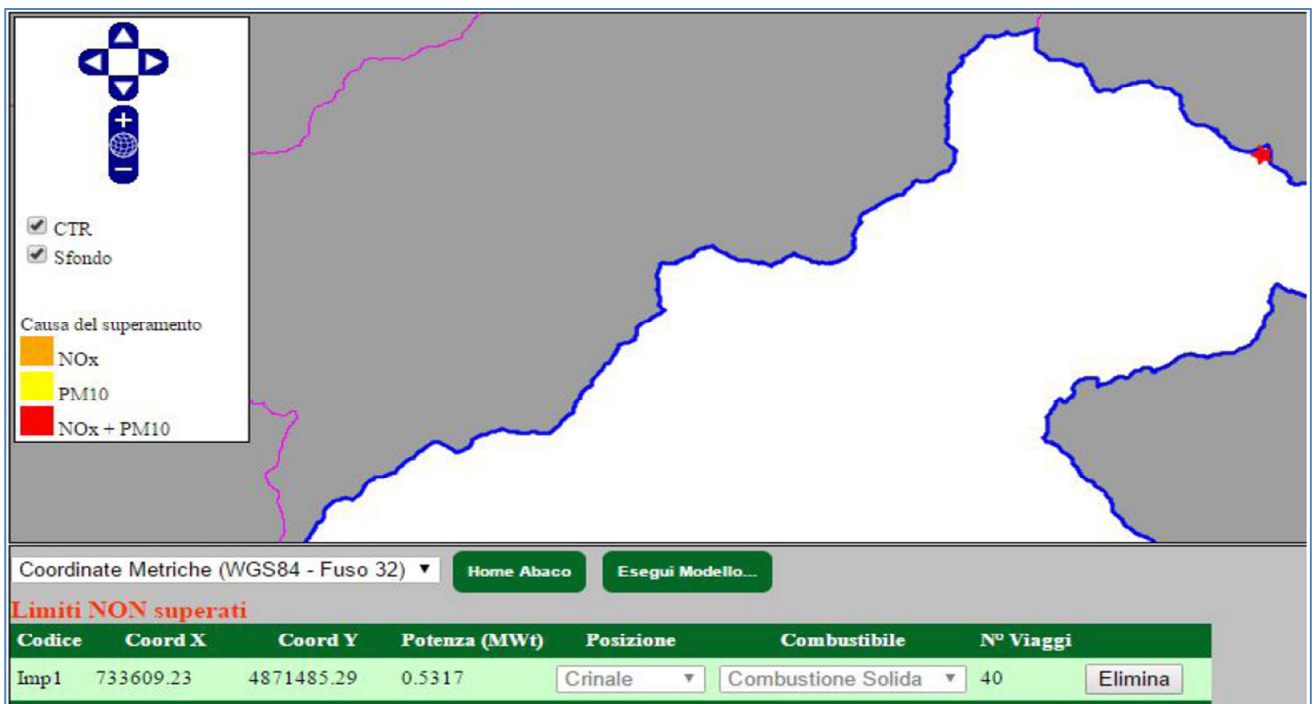 CTR
Sfondo
Causa del superamento
NOx
PM10
NOx + PM10
Coordinate Metriche (WGS84 - Fuso 32)
Home Abaco
Esegui Modello...
Limiti NON superati
Codice Coord X Coord Y Potenza (MWt) Posizione Combustibile N° Viaggi
Imp1 733609.23 4871485.29 0.5317 Crinale Combustione Solida 40 Elimina